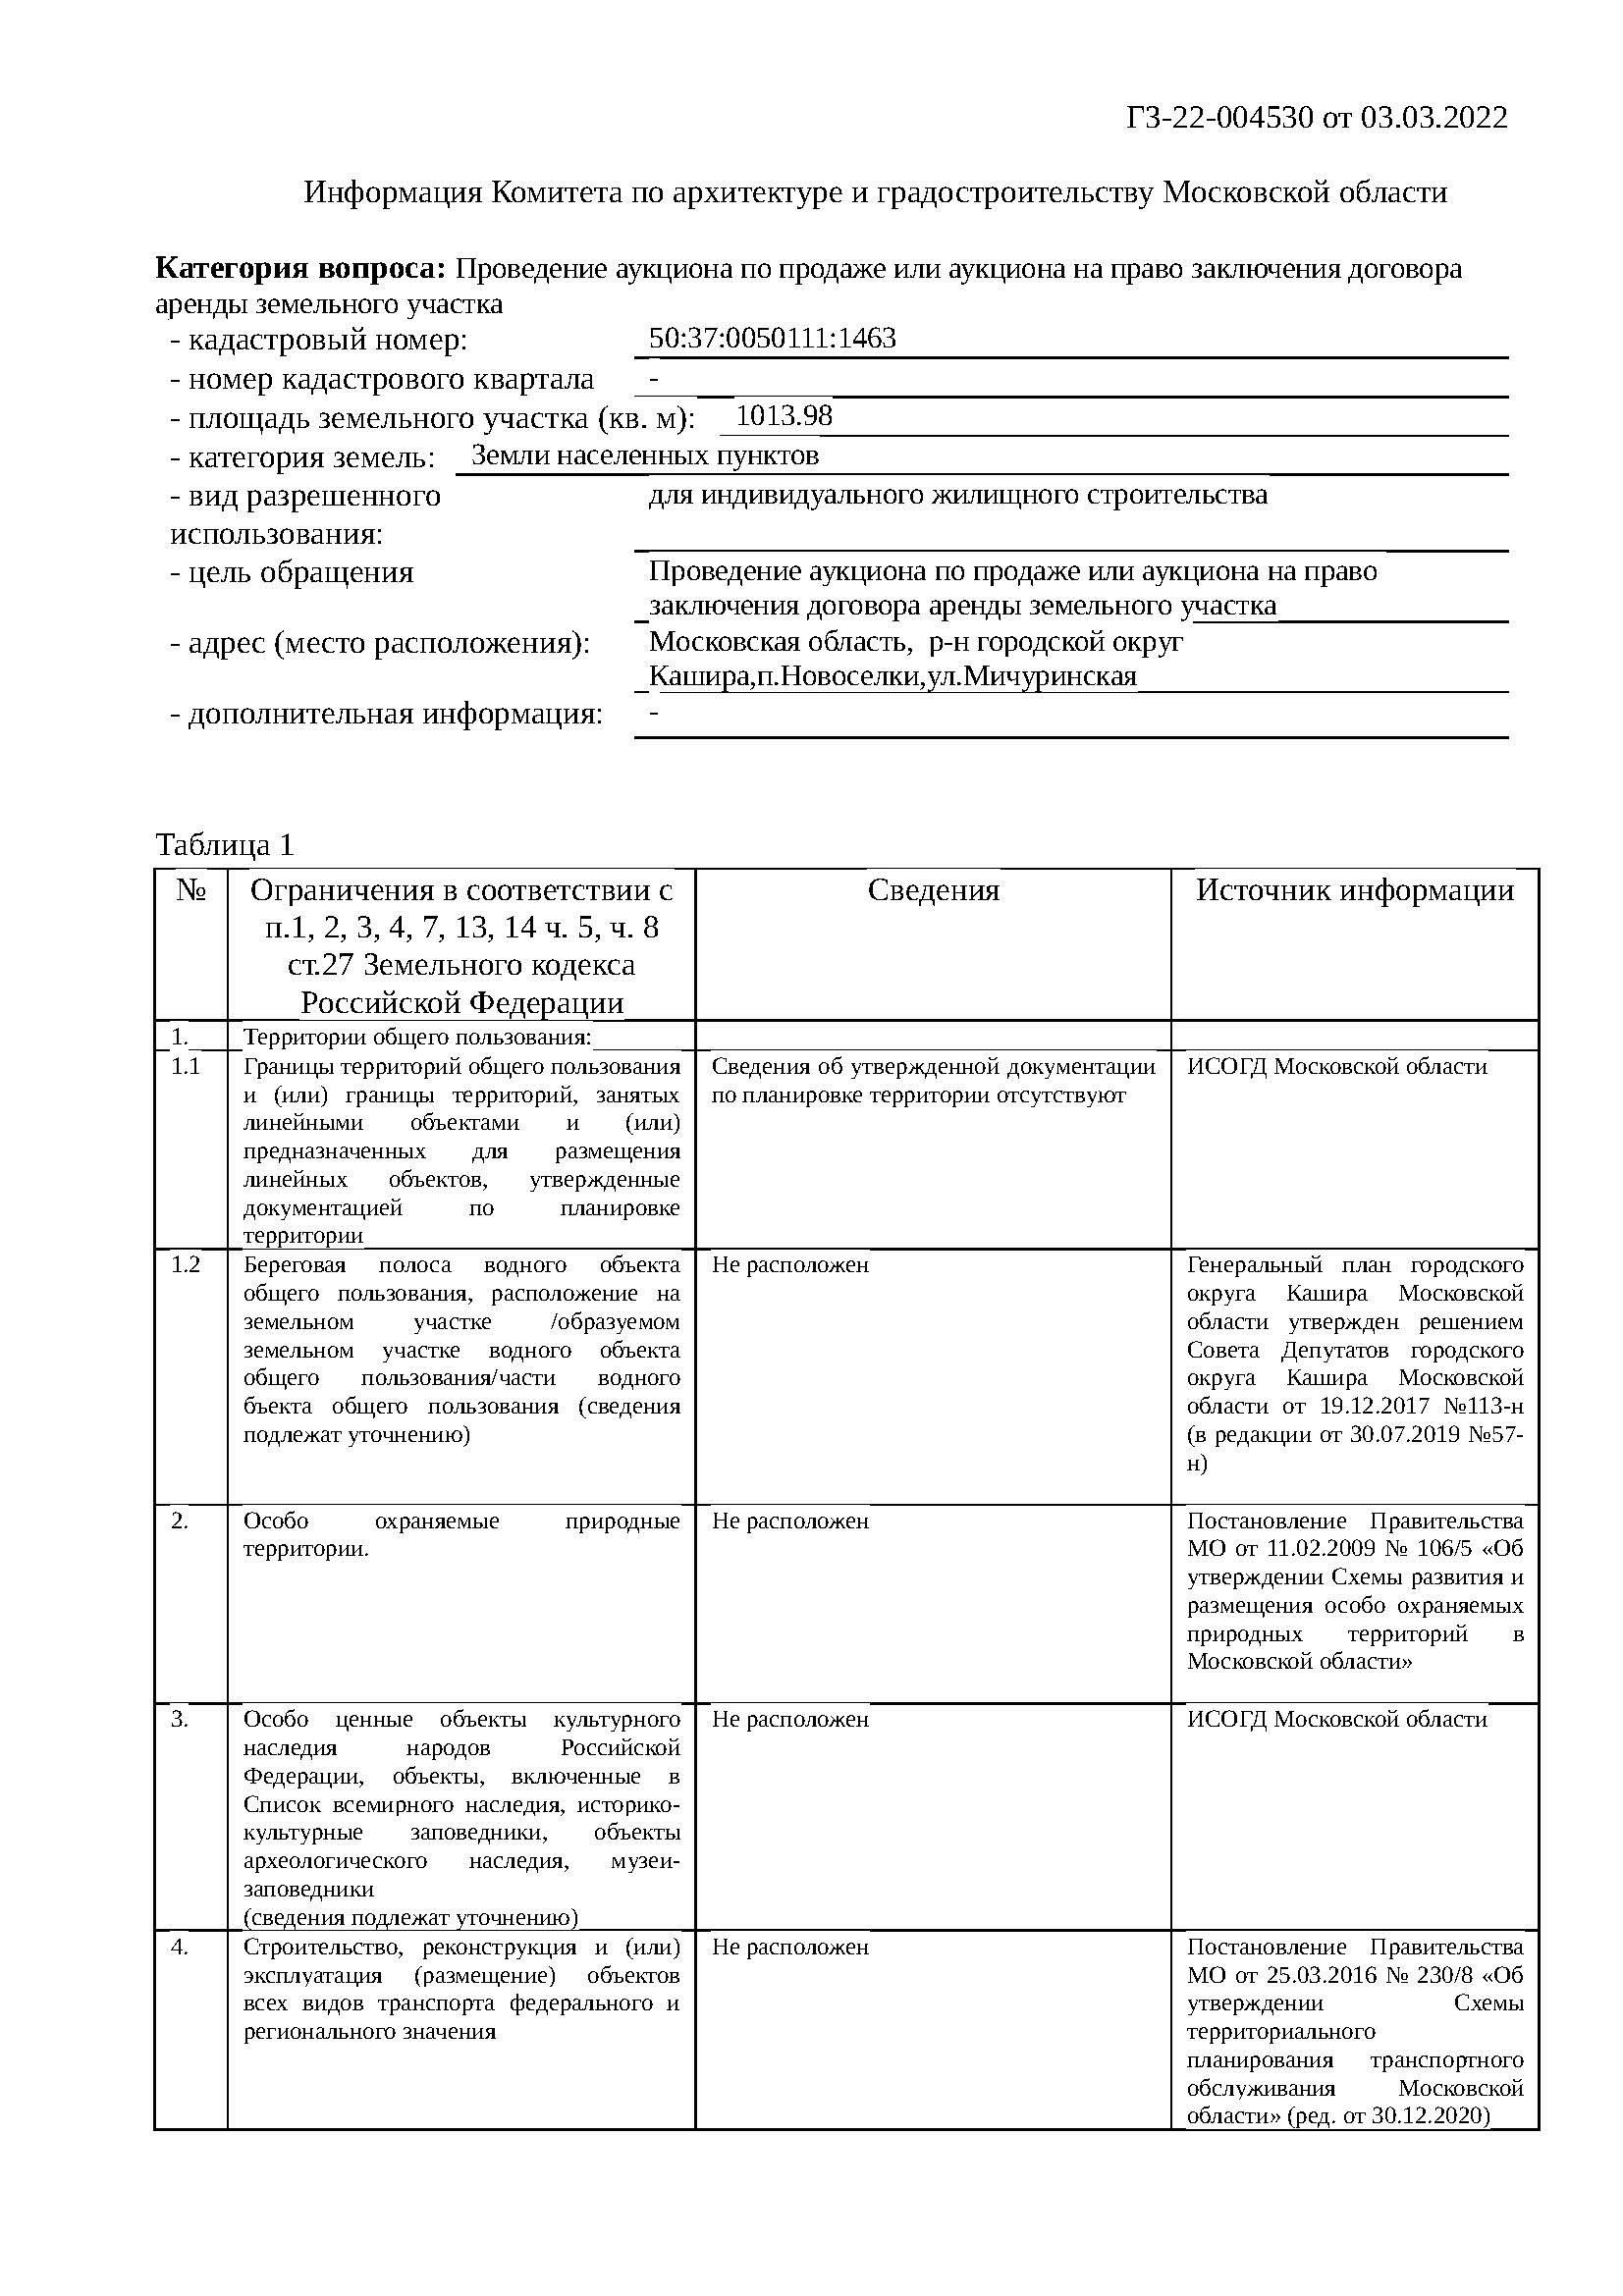 ГЗ-22-004530 от 03.03.2022
Информация Комитета по архитектуре и градостроительству Московской области
Категория вопроса: Проведение аукциона по продаже или аукциона на право заключения договора
аренды земельного участка
- кадастровый номер: 50:37:0050111:1463
- номер кадастрового квартала -
- площадь земельного участка (кв. м): 1013.98
- категория земель: Земли населенных пунктов
- вид разрешенного для индивидуального жилищного строительства
использования:
- цель обращения Проведение аукциона по продаже или аукциона на право
заключения договора аренды земельного участка
- адрес (место расположения): Московская область,  р-н городской округ
Кашира,п.Новоселки,ул.Мичуринская
- дополнительная информация: -
Таблица 1
№
Ограничения в соответствии с
п.1, 2, 3, 4, 7, 13, 14 ч. 5, ч. 8
ст.27 Земельного кодекса
Российской Федерации
Сведения
Источник информации
1.
Территории общего пользования:
1.1
Границы территорий общего пользования
и (или) границы территорий, занятых
линейными объектами и (или)
предназначенных для размещения
линейных объектов, утвержденные
документацией по планировке
территории
Сведения об утвержденной документации
по планировке территории отсутствуют
ИСОГД Московской области
1.2
Береговая полоса водного объекта
общего пользования, расположение на
земельном участке /образуемом
земельном участке водного объекта
общего пользования/части водного
бъекта общего пользования (сведения
подлежат уточнению)
Не расположен
Генеральный план городского
округа Кашира Московской
области утвержден решением
Совета Депутатов городского
округа Кашира Московской
области от 19.12.2017 №113-н
(в редакции от 30.07.2019 №57-
н)
2.
Особо охраняемые природные
территории.
Не расположен
Постановление Правительства
МО от 11.02.2009 № 106/5 «Об
утверждении Схемы развития и
размещения особо охраняемых
природных территорий в
Московской области»
3.
Особо ценные объекты культурного
наследия народов Российской
Федерации, объекты, включенные в
Список всемирного наследия, историко-
культурные заповедники, объекты
археологического наследия, музеи-
заповедники
(сведения подлежат уточнению)
Не расположен
ИСОГД Московской области
4.
Строительство, реконструкция и (или)
эксплуатация (размещение) объектов
всех видов транспорта федерального и
регионального значения
Не расположен
Постановление Правительства
МО от 25.03.2016 № 230/8 «Об
утверждении Схемы
территориального
планирования транспортного
обслуживания Московской
области» (ред. от 30.12.2020)